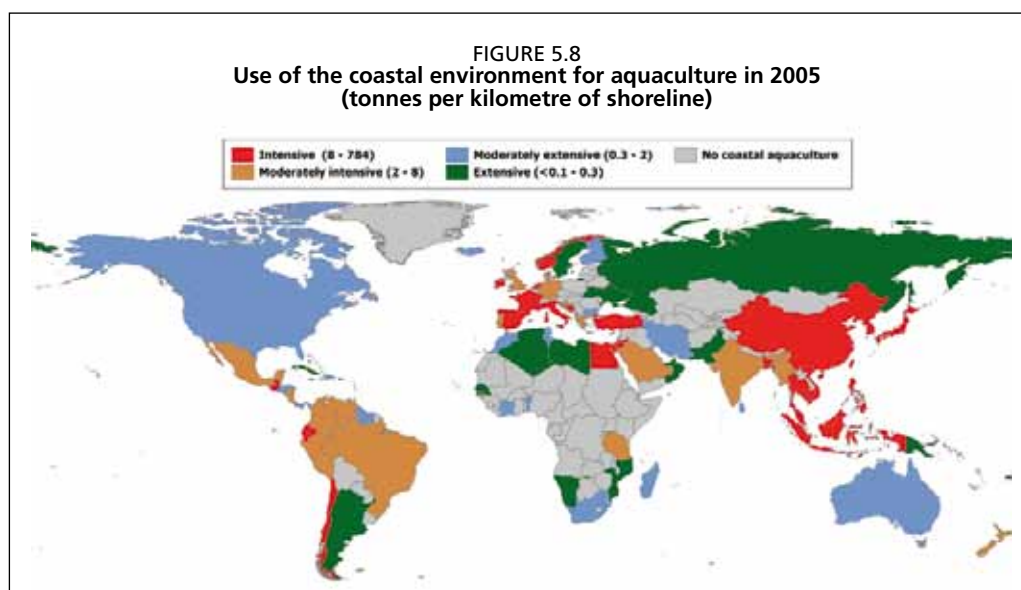 FIGURE 5.8
Use of the coastal environment for aquaculture in 2005
(tonnes per kilometre of shoreline)
Intensive (8 - 784)
Moderately extensive (0.3 - 2)
No coastal aquaculture
Moderately intensive (2 - 8)
Extensive (<0.1 - 0.3)